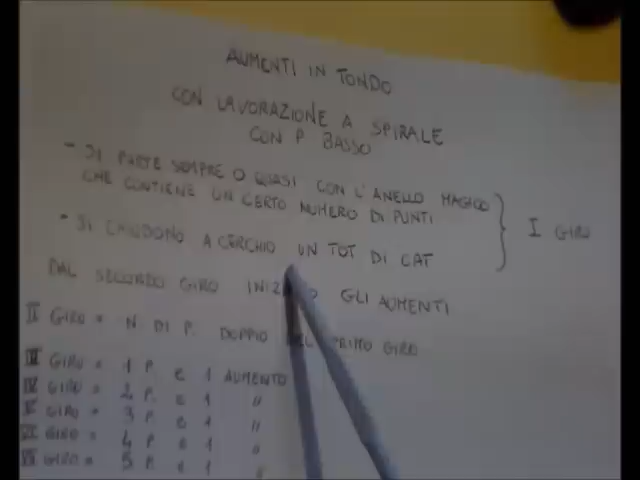 AUMENTI IN TONDO
CON LAVORAZIONE A SPIRALE
CON P BASSO
- SI PARTE SEMPRE O QUASI CON L'ANELLO MAGICO
CHE CONTIENE UN CERTO NUMERO DI PUNTI
I GIRO
- SI CHIUDONO A CERCHIO UN TOT DI CAT
DAL SECONDO GIRO GLI AUMENTI
II GIRO = N. DI P. DOPPIO DEL PRIMO GIRO
III GIRO = 1 P. E 1 AUMENTO
IV GIRO = 2 P. E 1 "
V GIRO = 3 P. E 1 "
VI GIRO = 4 P. E 1 "
VII GIRO = 5 P. E 1 "